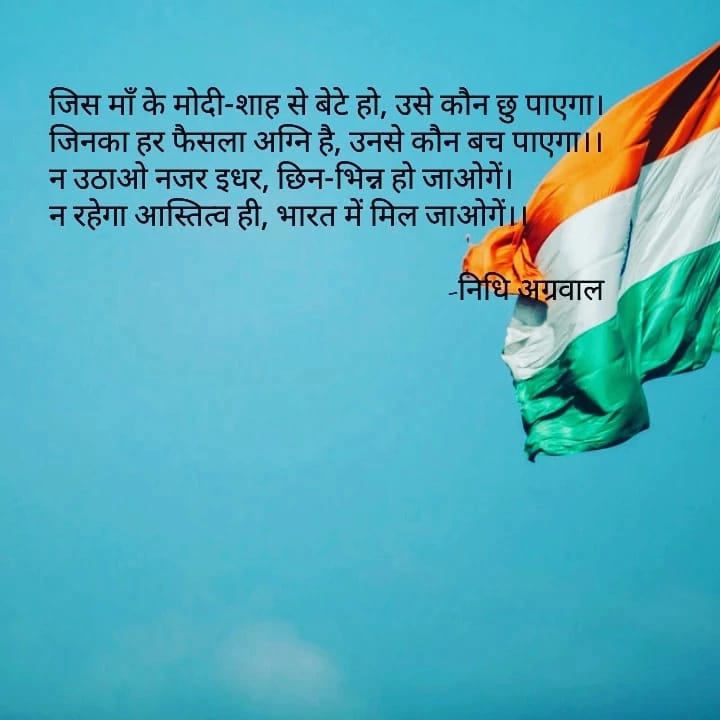 जिस माँ के मोदी-शाह से बेटे हो, उसे कौन छु पाएगा।
जिनका हर फैसला अग्नि है, उनसे कौन बच पाएगा।।
न उठाओ नजर इधर, छिन-भिन्न हो जाओगें।
न रहेगा आस्तित्व ही, भारत में मिल जाओगें।।
-निधि अग्रवाल